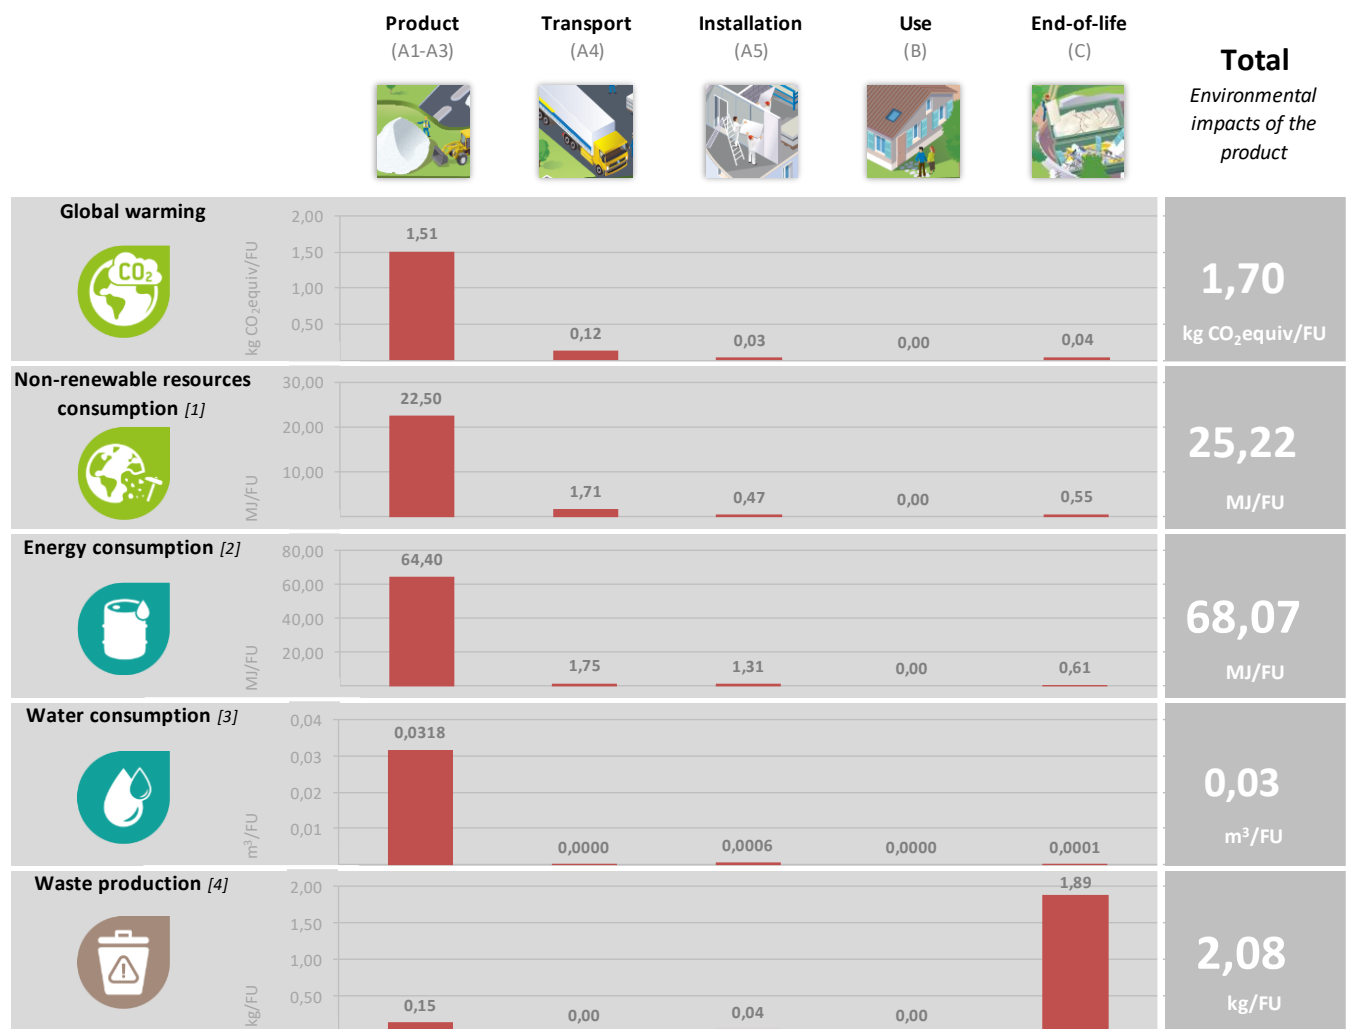 Product
(A1-A3)
Transport
(A4)
Installation
(A5)
Use
(B)
End-of-life
(C)
Total
Environmental
impacts of the
product
Global warming
CO2
kg CO₂equiv/FU
2,00
1,50
1,00
0,50
1,51
0,12
0,03
0,00
0,04
1,70
kg CO₂equiv/FU
Non-renewable resources
consumption [1]
MJ/FU
30,00
20,00
10,00
22,50
1,71
0,47
0,00
0,55
25,22
MJ/FU
Energy consumption [2]
MJ/FU
80,00
60,00
40,00
20,00
64,40
1,75
1,31
0,00
0,61
68,07
MJ/FU
Water consumption [3]
m³/FU
0,04
0,03
0,02
0,01
0,0318
0,0000
0,0006
0,0000
0,0001
0,03
m³/FU
Waste production [4]
kg/FU
2,00
1,50
1,00
0,50
0,15
0,00
0,04
0,00
1,89
2,08
kg/FU